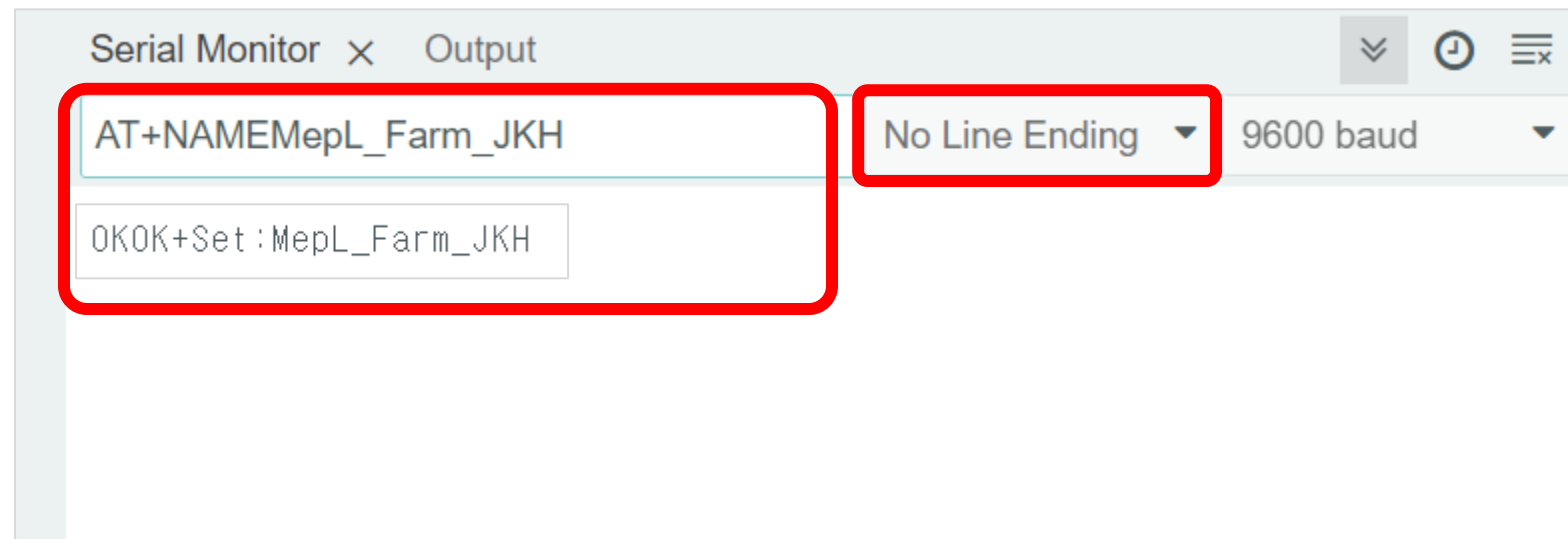 Serial Monitor Output
AT+NAMEMepL_Farm_JKH No Line Ending 9600 baud
OKOK+Set:MepL_Farm_JKH